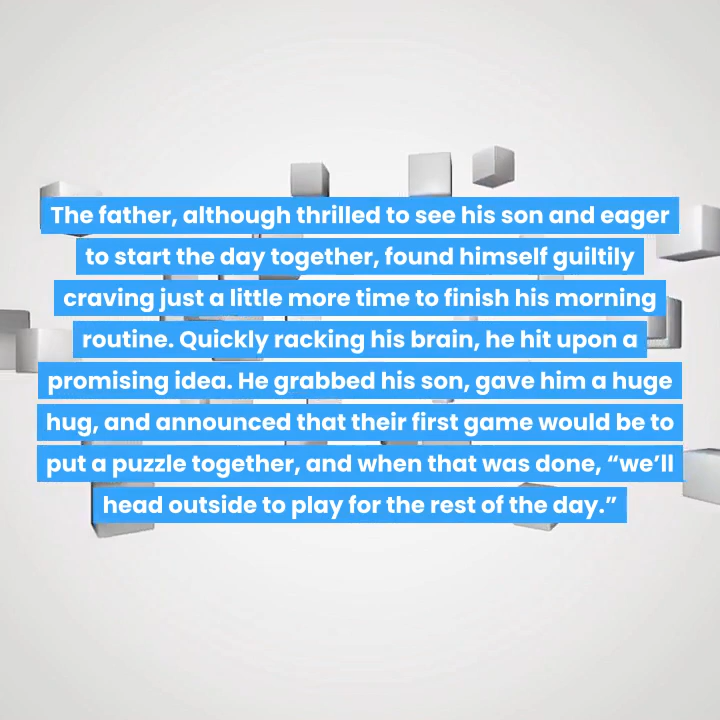 The father, although thrilled to see his son and eager
to start the day together, found himself guiltily
craving just a little more time to finish his morning
routine. Quickly racking his brain, he hit upon a
promising idea. He grabbed his son, gave him a huge
hug, and announced that their first game would be to
put a puzzle together, and when that was done, “we’ll
head outside to play for the rest of the day.”